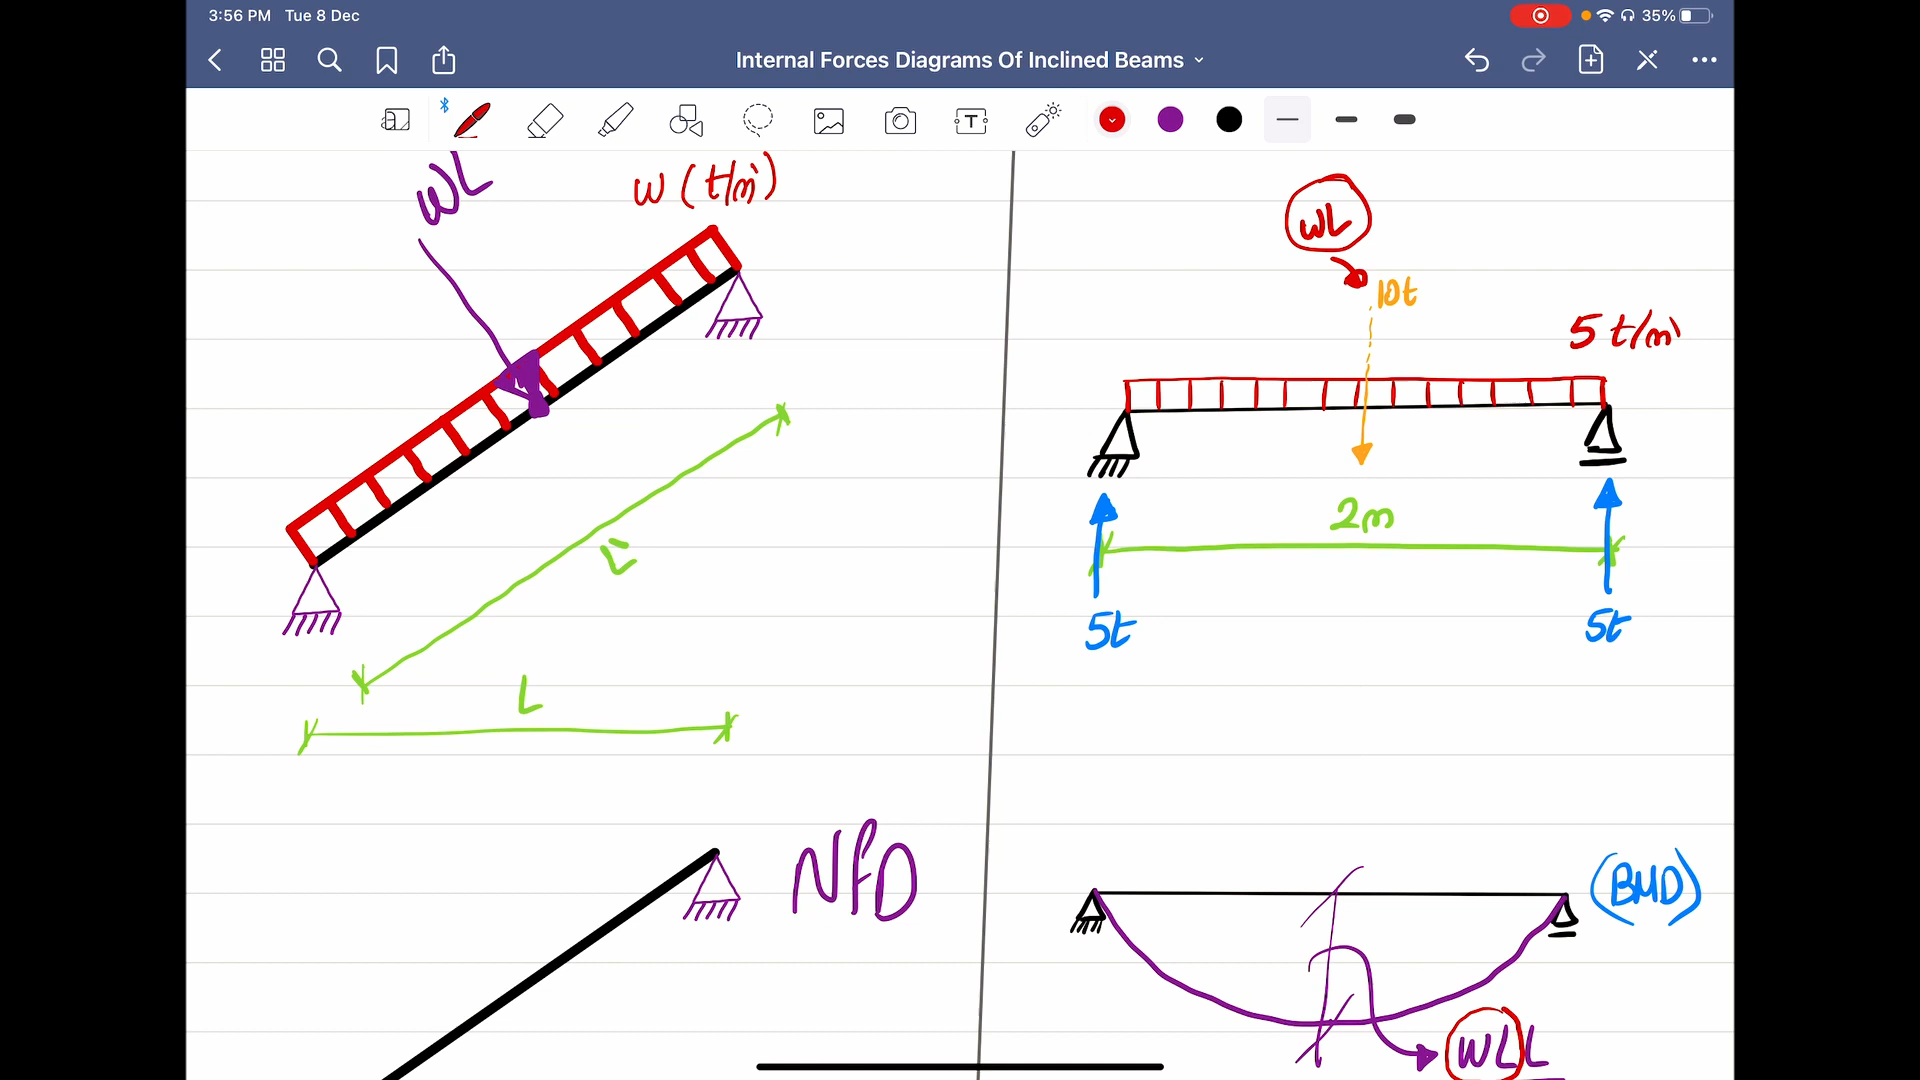 3:56 PM Tue 8 Dec
35%
Internal Forces Diagrams Of Inclined Beams
T
WL
w (t/m')
L'
L
NFD
WL
10t
5 t/m'
2m
5t
5t
(BMD)
WLL